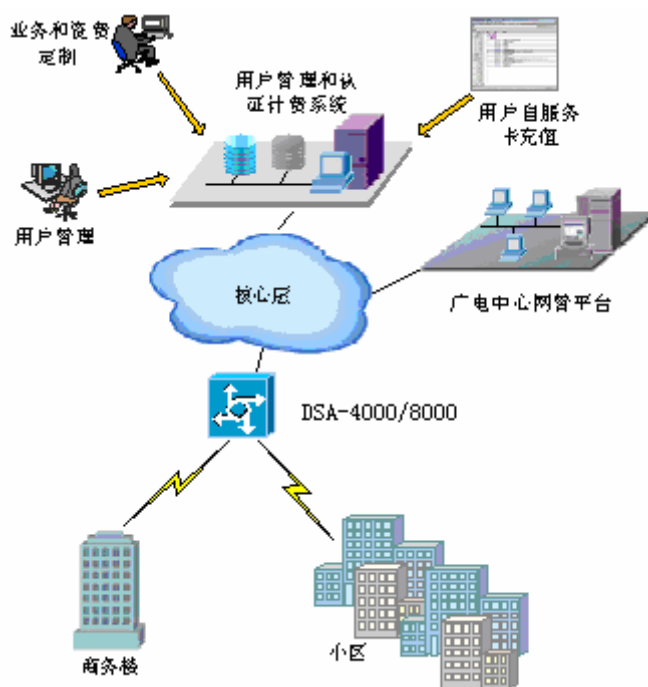 业务和资费
定制
用户管理和认
证计费系统
用户自服务
卡充值
用户管理
核心层
广电中心网管平台
DSA-4000/8000
商务楼
小区